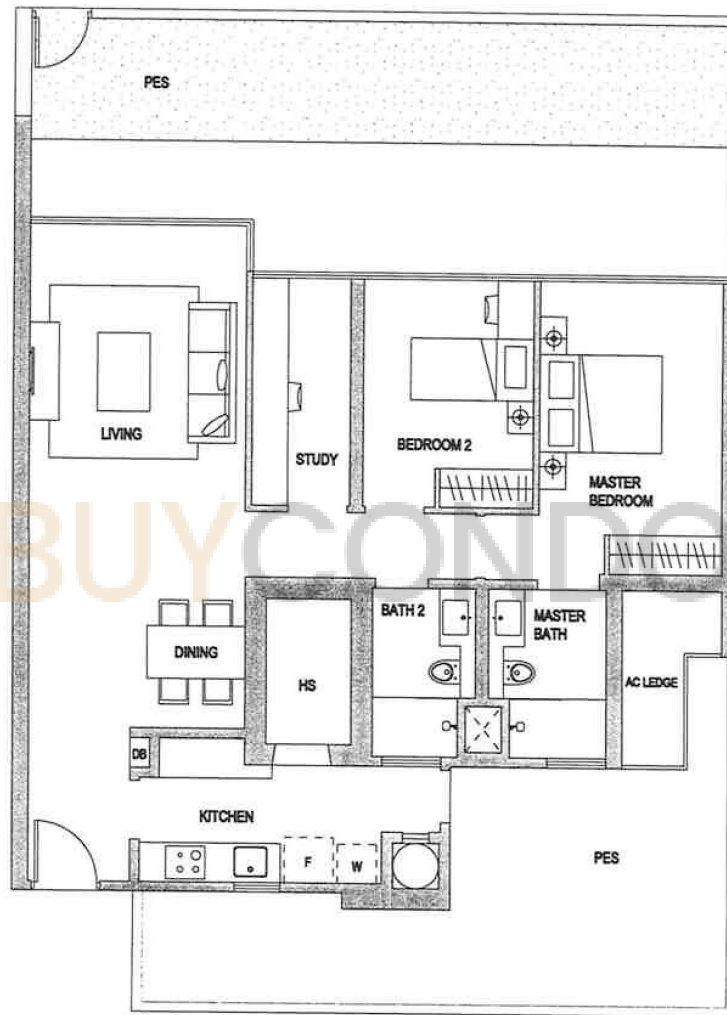 PES
LIVING
STUDY
BEDROOM 2
MASTER
BEDROOM
BUYCONDO
BATH 2
MASTER
BATH
DINING
HS
AC LEDGE
DB
KITCHEN
F
W
PES